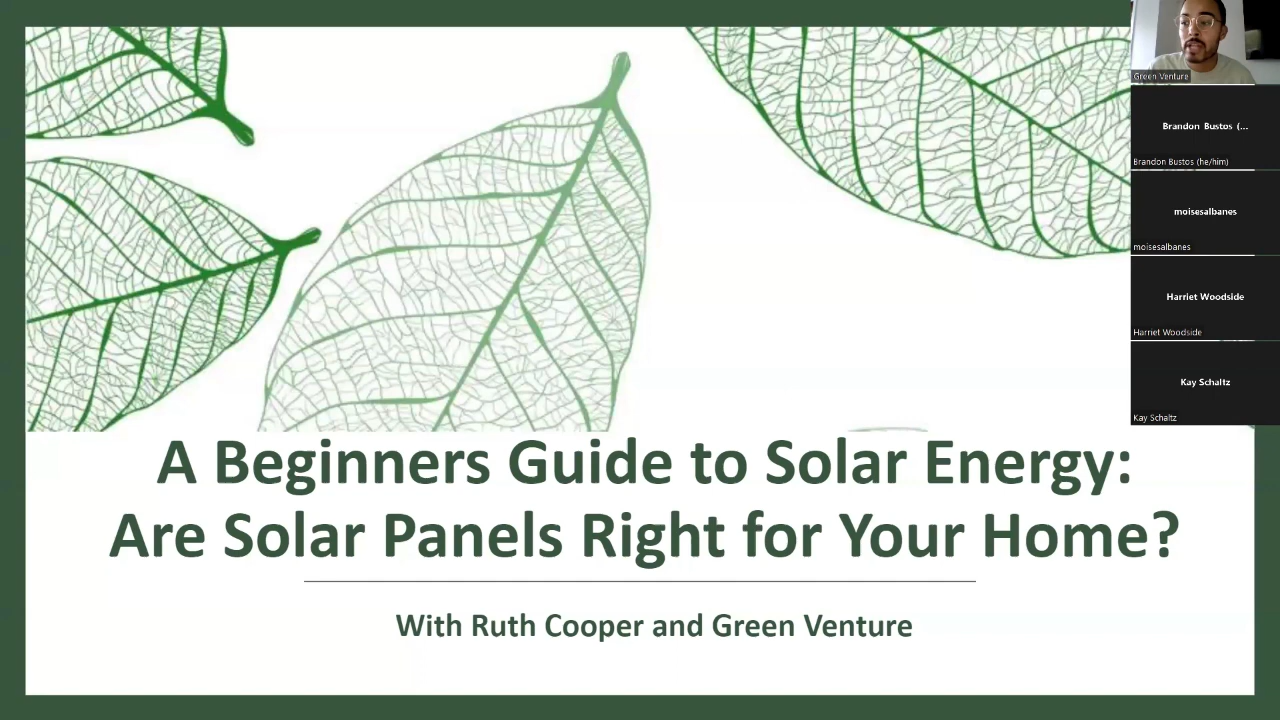 Green Venture
Brandon Bustos (...
Brandon Bustos (he/him)
moisesalbanes
moisesalbanes
Harriet Woodside
Harriet Woodside
Kay Schaltz
Kay Schaltz
A Beginners Guide to Solar Energy:
Are Solar Panels Right for Your Home?
With Ruth Cooper and Green Venture